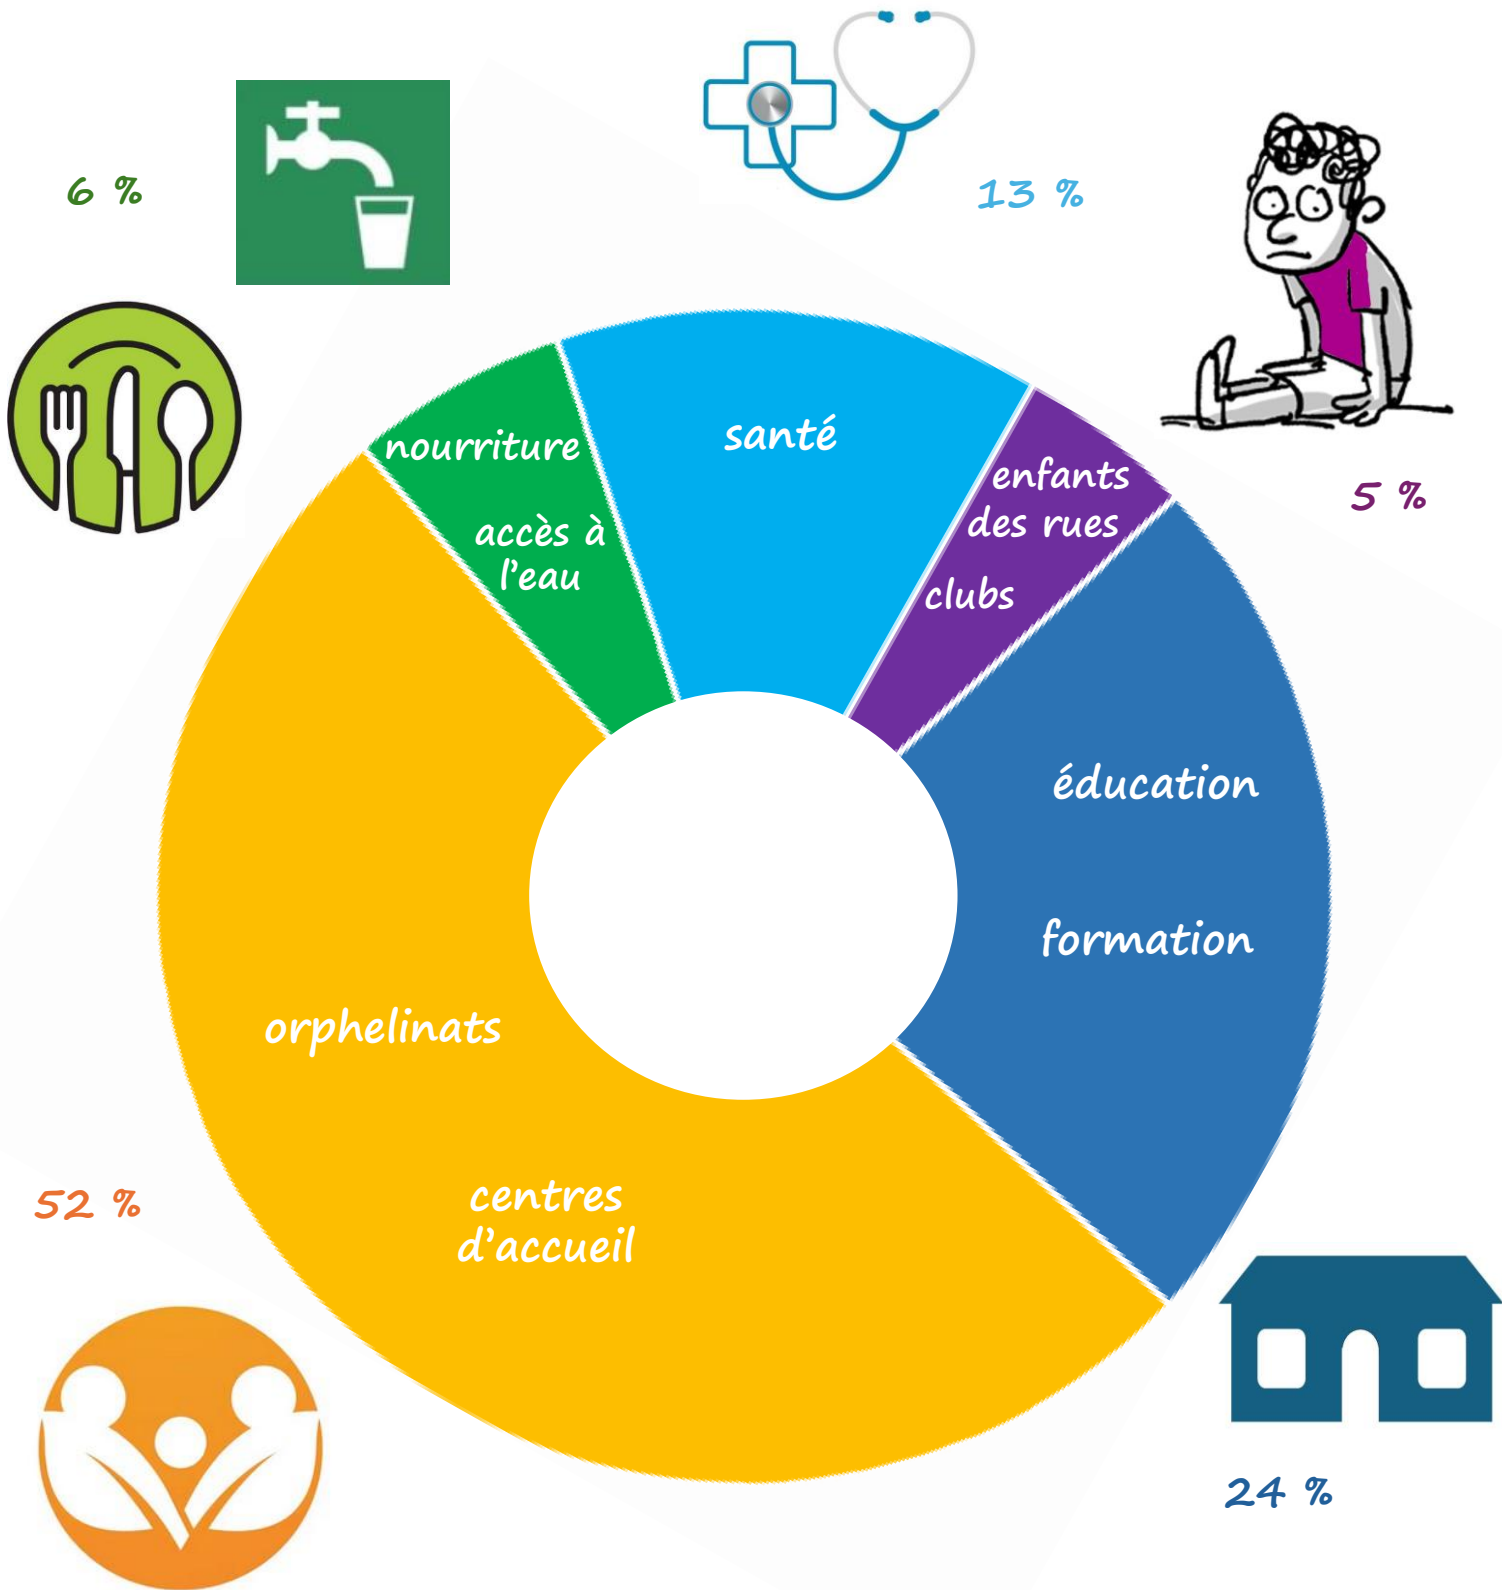 6 %
13 %
santé
nourriture
enfants
des rues
5 %
accès à
l'eau
clubs
éducation
formation
orphelinats
52 %
centres
d'accueil
24 %